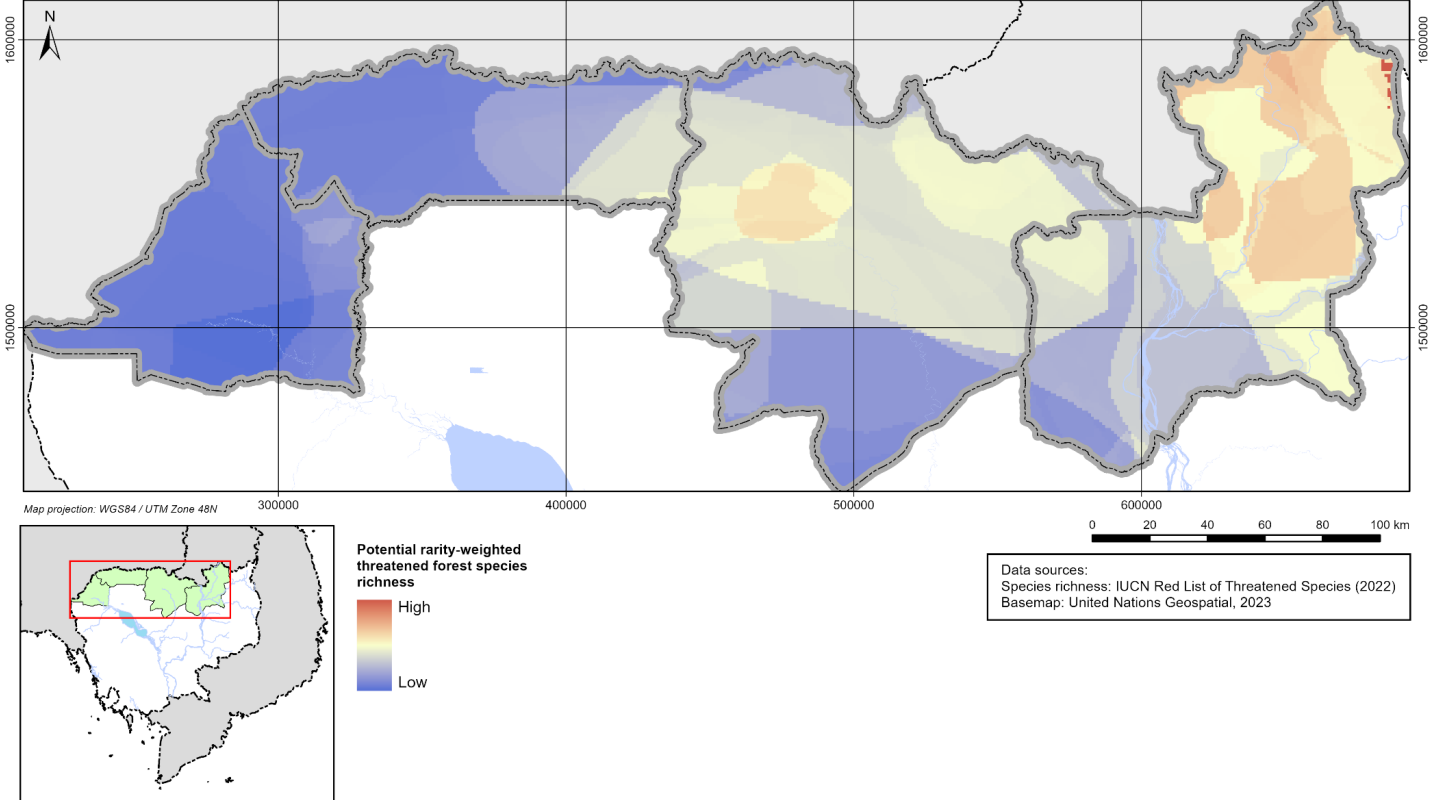 N
1600000
1600000
1500000
1500000
300000
400000
500000
600000
Map projection: WGS84 / UTM Zone 48N
0 20 40 60 80 100 km
Potential rarity-weighted
threatened forest species
richness
High
Low
Data sources:
Species richness: IUCN Red List of Threatened Species (2022)
Basemap: United Nations Geospatial, 2023